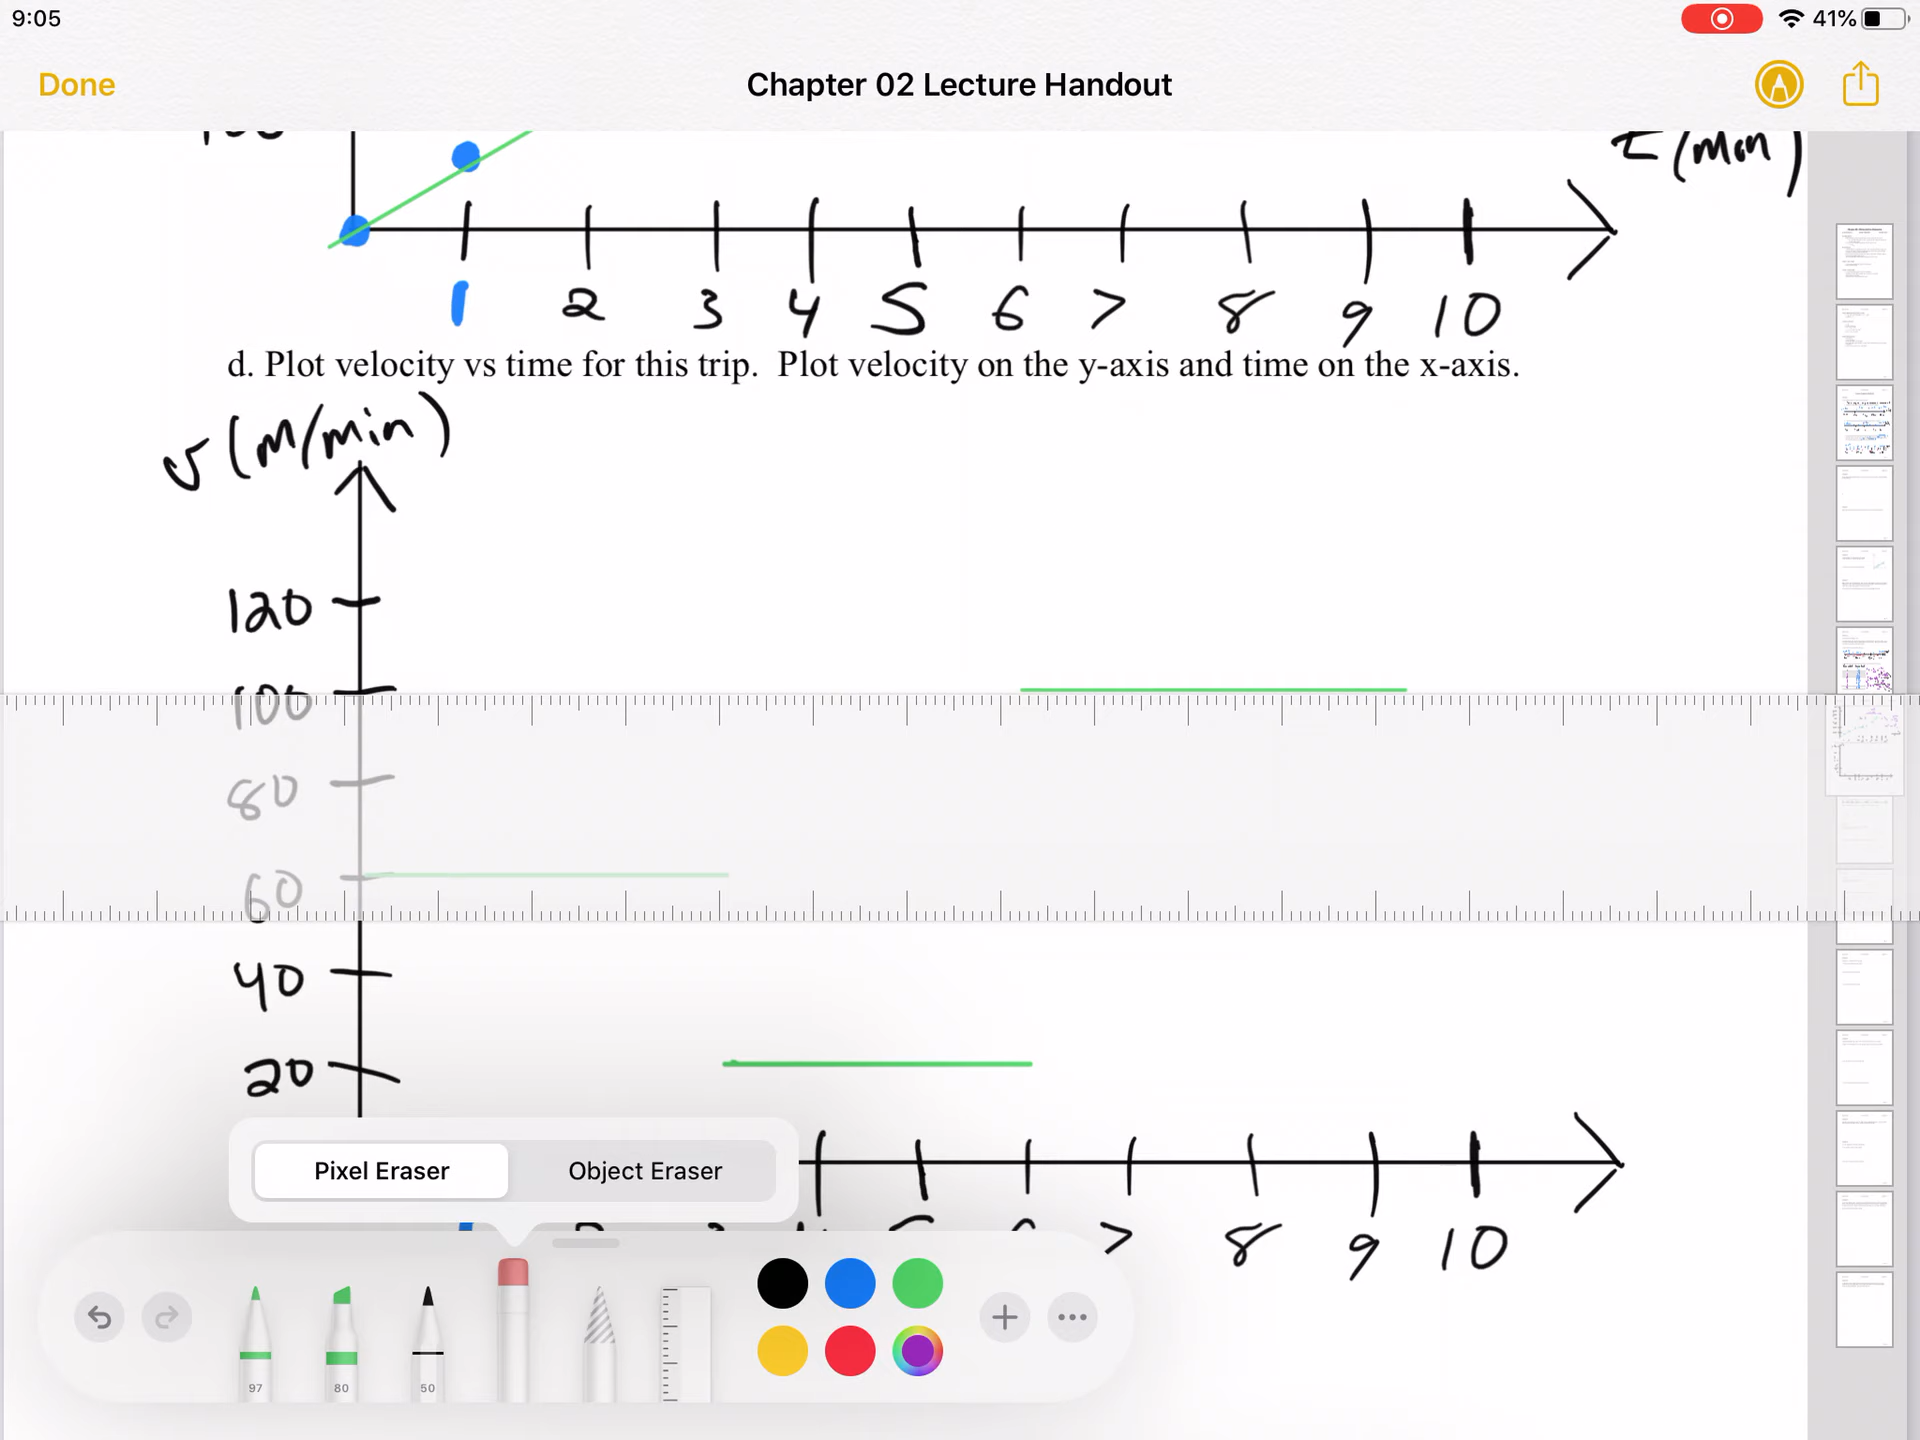 9:05
41%
Done
Chapter 02 Lecture Handout
100
t (min)
1 2 3 4 5 6 7 8 9 10
d. Plot velocity vs time for this trip. Plot velocity on the y-axis and time on the x-axis.
v (m/min)
120
100
80
60
40
20
Pixel Eraser
Object Eraser
7 8 9 10
97
80
50